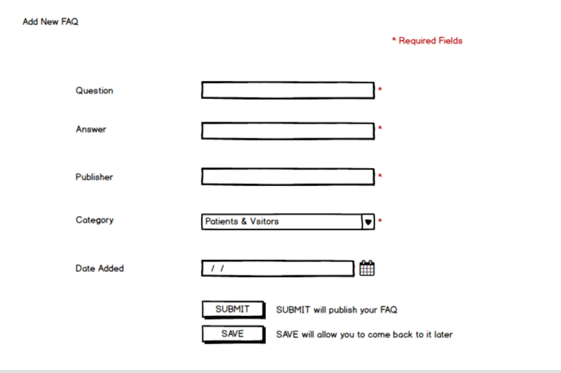 Add New FAQ
* Required Fields
Question *
Answer *
Publisher *
Category Patients & Vsitors *
Date Added / /
SUBMIT SUBMIT will publish your FAQ
SAVE SAVE will allow you to come back to it later